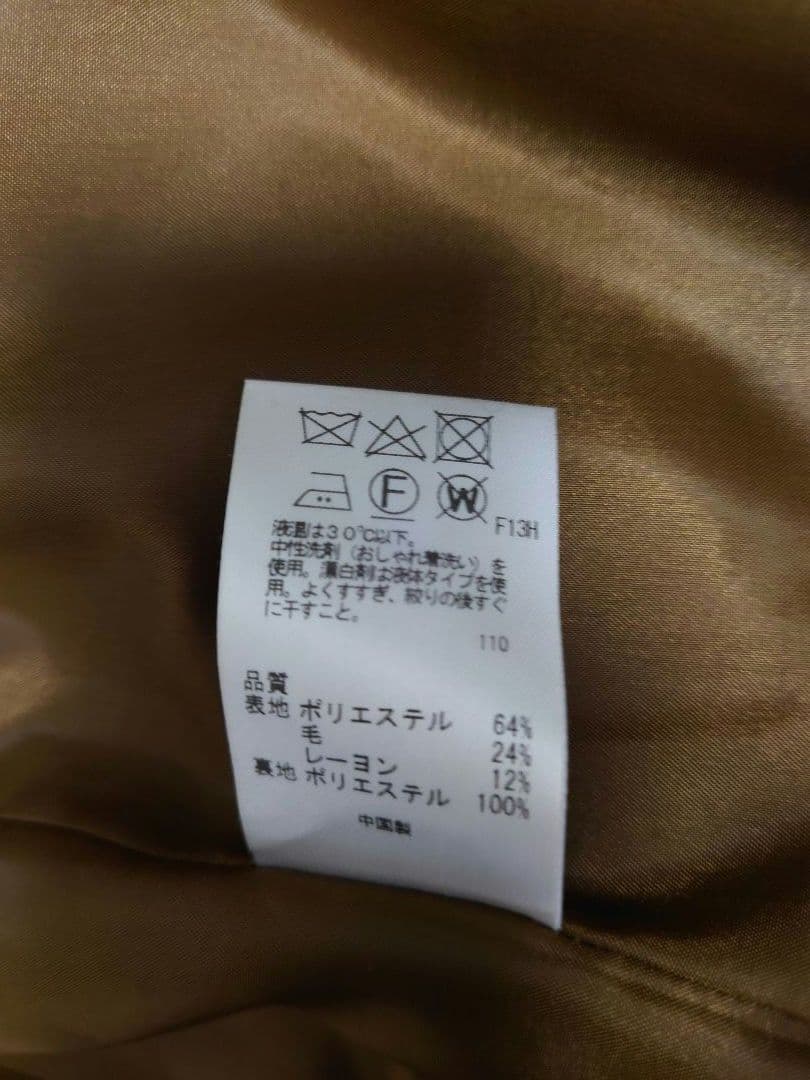 F
W
F13H
液温は30℃以下。
中性洗剤（おしゃれ着洗い）を
使用。漂白剤は液体タイプを使
用。よくすすぎ、絞りの後すぐ
に干すこと。
110
品質
表地 ポリエステル 64%
毛 24%
レーヨン 12%
裏地 ポリエステル 100%
中国製